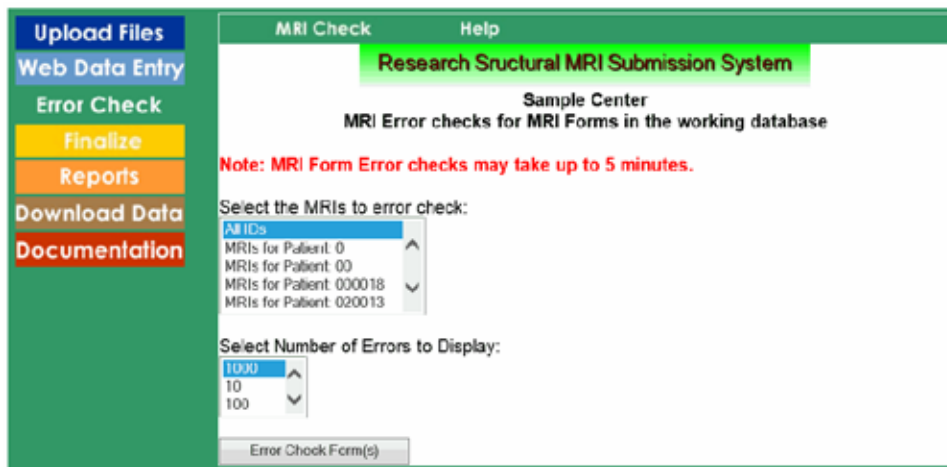 Upload Files
Web Data Entry
Error Check
Finalize
Reports
Download Data
Documentation
MRI Check Help
Research Sructural MRI Submission System
Sample Center
MRI Error checks for MRI Forms in the working database
Note: MRI Form Error checks may take up to 5 minutes.
Select the MRIs to error check:
All IDs
MRIs for Patient: 0
MRIs for Patient: 00
MRIs for Patient: 000018
MRIs for Patient: 020013
Select Number of Errors to Display:
1000
10
100
Error Check Form(s)